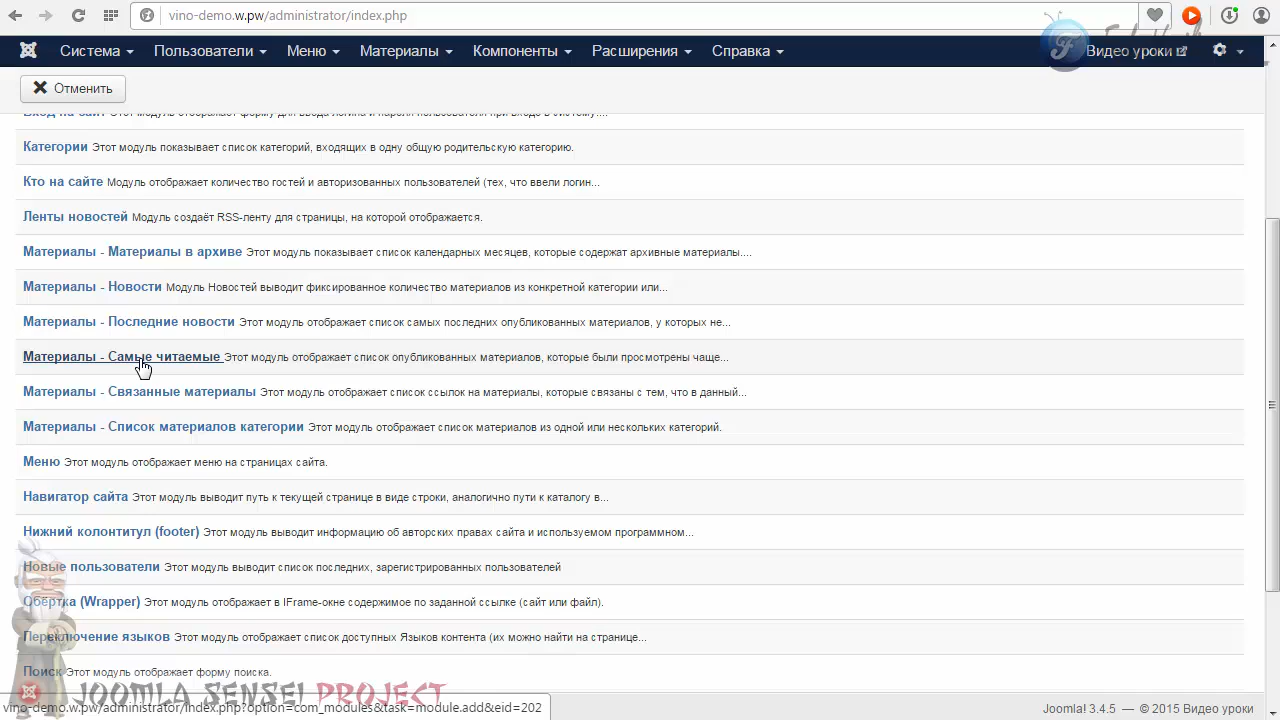 vino-demo.w.pw/administrator/index.php
Система Пользователи Меню Материалы Компоненты Расширения Справка Видео уроки
Отменить
Вход на сайт Этот модуль отображает форму для ввода логина и пароля пользователя при входе в систему....
Категории Этот модуль показывает список категорий, входящих в одну общую родительскую категорию.
Кто на сайте Модуль отображает количество гостей и авторизованных пользователей (тех, что ввели логин...
Ленты новостей Модуль создаёт RSS-ленту для страницы, на которой отображается.
Материалы - Материалы в архиве Этот модуль показывает список календарных месяцев, которые содержат архивные материалы....
Материалы - Новости Модуль Новостей выводит фиксированное количество материалов из конкретной категории или...
Материалы - Последние новости Этот модуль отображает список самых последних опубликованных материалов, у которых не...
Материалы - Самые читаемые Этот модуль отображает список опубликованных материалов, которые были просмотрены чаще...
Материалы - Связанные материалы Этот модуль отображает список ссылок на материалы, которые связаны с тем, что в данный...
Материалы - Список материалов категории Этот модуль отображает список материалов из одной или нескольких категорий.
Меню Этот модуль отображает меню на страницах сайта.
Навигатор сайта Этот модуль выводит путь к текущей странице в виде строки, аналогично пути к каталогу в...
Нижний колонтитул (footer) Этот модуль выводит информацию об авторских правах сайта и используемом программном...
Новые пользователи Этот модуль выводит список последних, зарегистрированных пользователей
Обёртка (Wrapper) Этот модуль отображает в IFrame-окне содержимое по заданной ссылке (сайт или файл).
Переключение языков Этот модуль отображает список доступных Языков контента (их можно найти на странице...
Поиск Этот модуль отображает форму поиска.
JOOMLA SENSEI PROJECT
vino-demo.w.pw/administrator/index.php?option=com_modules&task=module.add&eid=202
Joomla! 3.4.5 — © 2015 Видео уроки